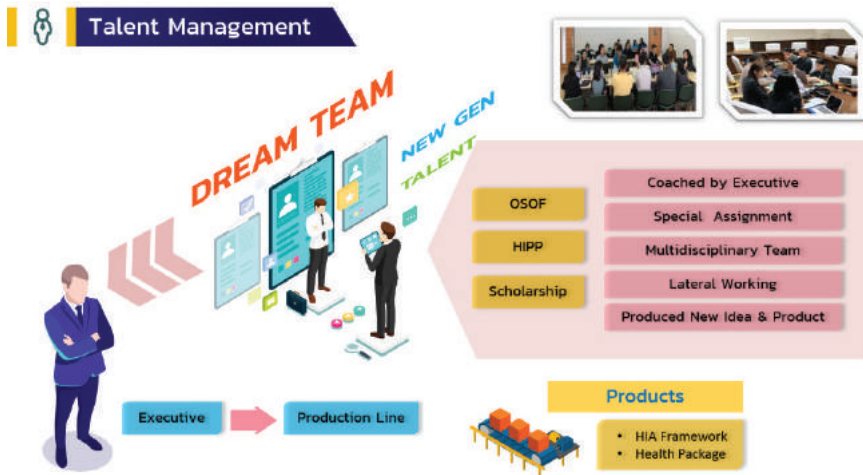 Talent Management
DREAM TEAM
NEW GEN
TALENT
OSOF
HIPP
Scholarship
Coached by Executive
Special Assignment
Multidisciplinary Team
Lateral Working
Produced New Idea & Product
Executive
Production Line
Products
• HIA Framework
• Health Package